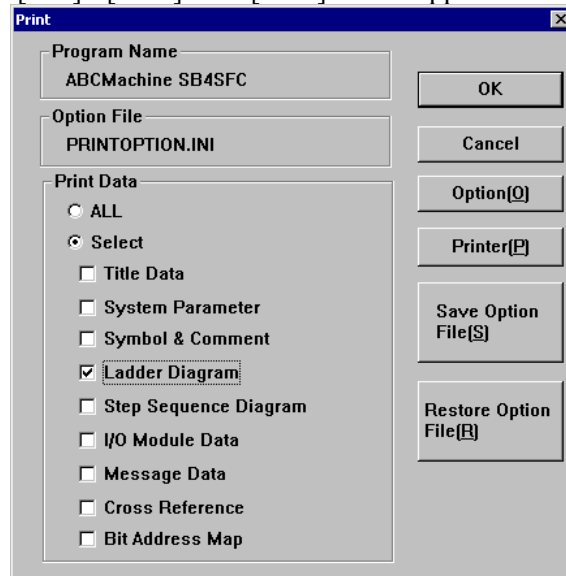 Print
Program Name
ABCMachine SB4SFC
Option File
PRINTOPTION.INI
Print Data
ALL
Select
Title Data
System Parameter
Symbol & Comment
Ladder Diagram
Step Sequence Diagram
I/O Module Data
Message Data
Cross Reference
Bit Address Map
OK
Cancel
Option(O)
Printer(P)
Save Option
File(S)
Restore Option
File(R)